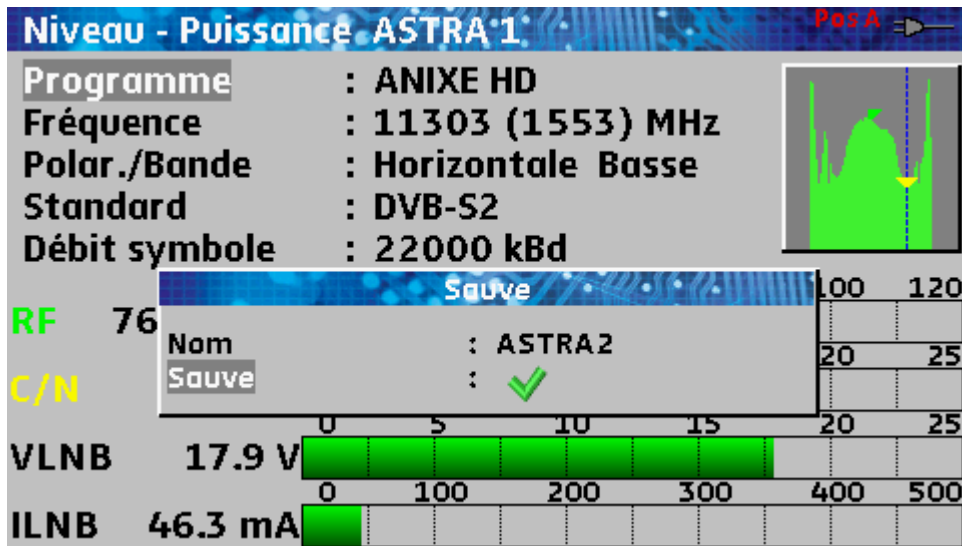 Niveau - Puissance ASTRA 1 Pos A
Programme : ANIXE HD
Fréquence : 11303 (1553) MHz
Polar./Bande : Horizontale Basse
Standard : DVB-S2
Débit symbole : 22000 kBd
Sauve
100 120
RF 76
Nom : ASTRA2
20 25
Sauve :
C/N
0 5 10 15 20 25
VLNB 17.9 V
0 100 200 300 400 500
ILNB 46.3 mA